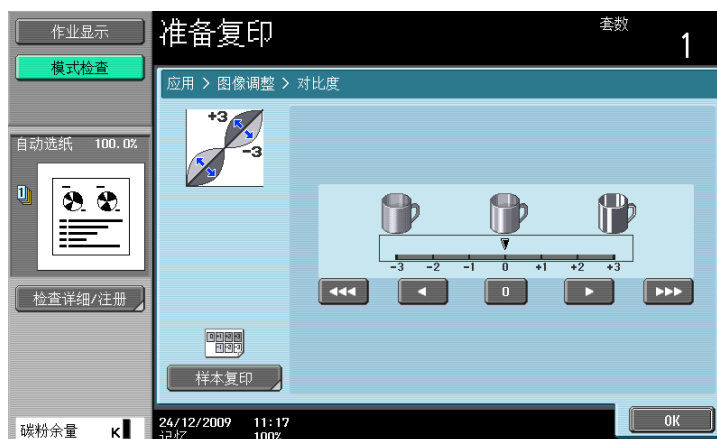 作业显示
模式检查
准备复印
套数
1
应用 > 图像调整 > 对比度
自动选纸 100.0%
1
+3
-3
-3 -2 -1 0 +1 +2 +3
0
检查详细/注册
样本复印
碳粉余量 K
24/12/2009 11:17
记忆 100%
OK